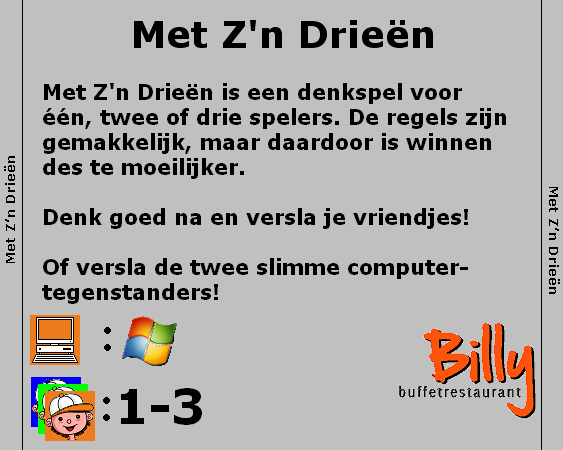 Met Z'n Drieën
Met Z'n Drieën is een denkspel voor
één, twee of drie spelers. De regels zijn
gemakkelijk, maar daardoor is winnen
des te moeilijker.
Denk goed na en versla je vriendjes!
Of versla de twee slimme computer-
tegenstanders!
:
: 1-3
Billy
buffetrestaurant
Met Z’n Drieën
Met Z’n Drieën